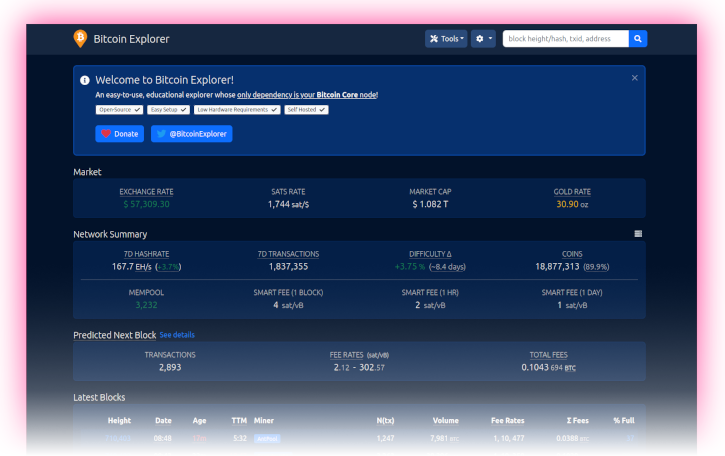 Bitcoin Explorer
Tools
block height/hash, txid, address
Welcome to Bitcoin Explorer!
An easy-to-use, educational explorer whose only dependency is your Bitcoin Core node!
Open-Source Easy Setup Low Hardware Requirements Self Hosted
Donate @BitcoinExplorer
Market
EXCHANGE RATE SATS RATE MARKET CAP GOLD RATE
$ 57,309.30 1,744 sat/$ $ 1.082 T 30.90 oz
Network Summary
7D HASHRATE 7D TRANSACTIONS DIFFICULTY Δ COINS
167.7 EH/s (+3.7%) 1,837,355 +3.75 % (~8.4 days) 18,877,313 (89.9%)
MEMPOOL SMART FEE (1 BLOCK) SMART FEE (1 HR) SMART FEE (1 DAY)
3,232 4 sat/vB 2 sat/vB 1 sat/vB
Predicted Next Block See details
TRANSACTIONS FEE RATES (sat/vB) TOTAL FEES
2,893 2.12 - 302.57 0.1043 694 BTC
Latest Blocks
Height Date Age TTM Miner N(tx) Volume Fee Rates Σ Fees % Full
08:48 5:32 1,247 7,981 BTC 1, 10, 477 0.0388 BTC